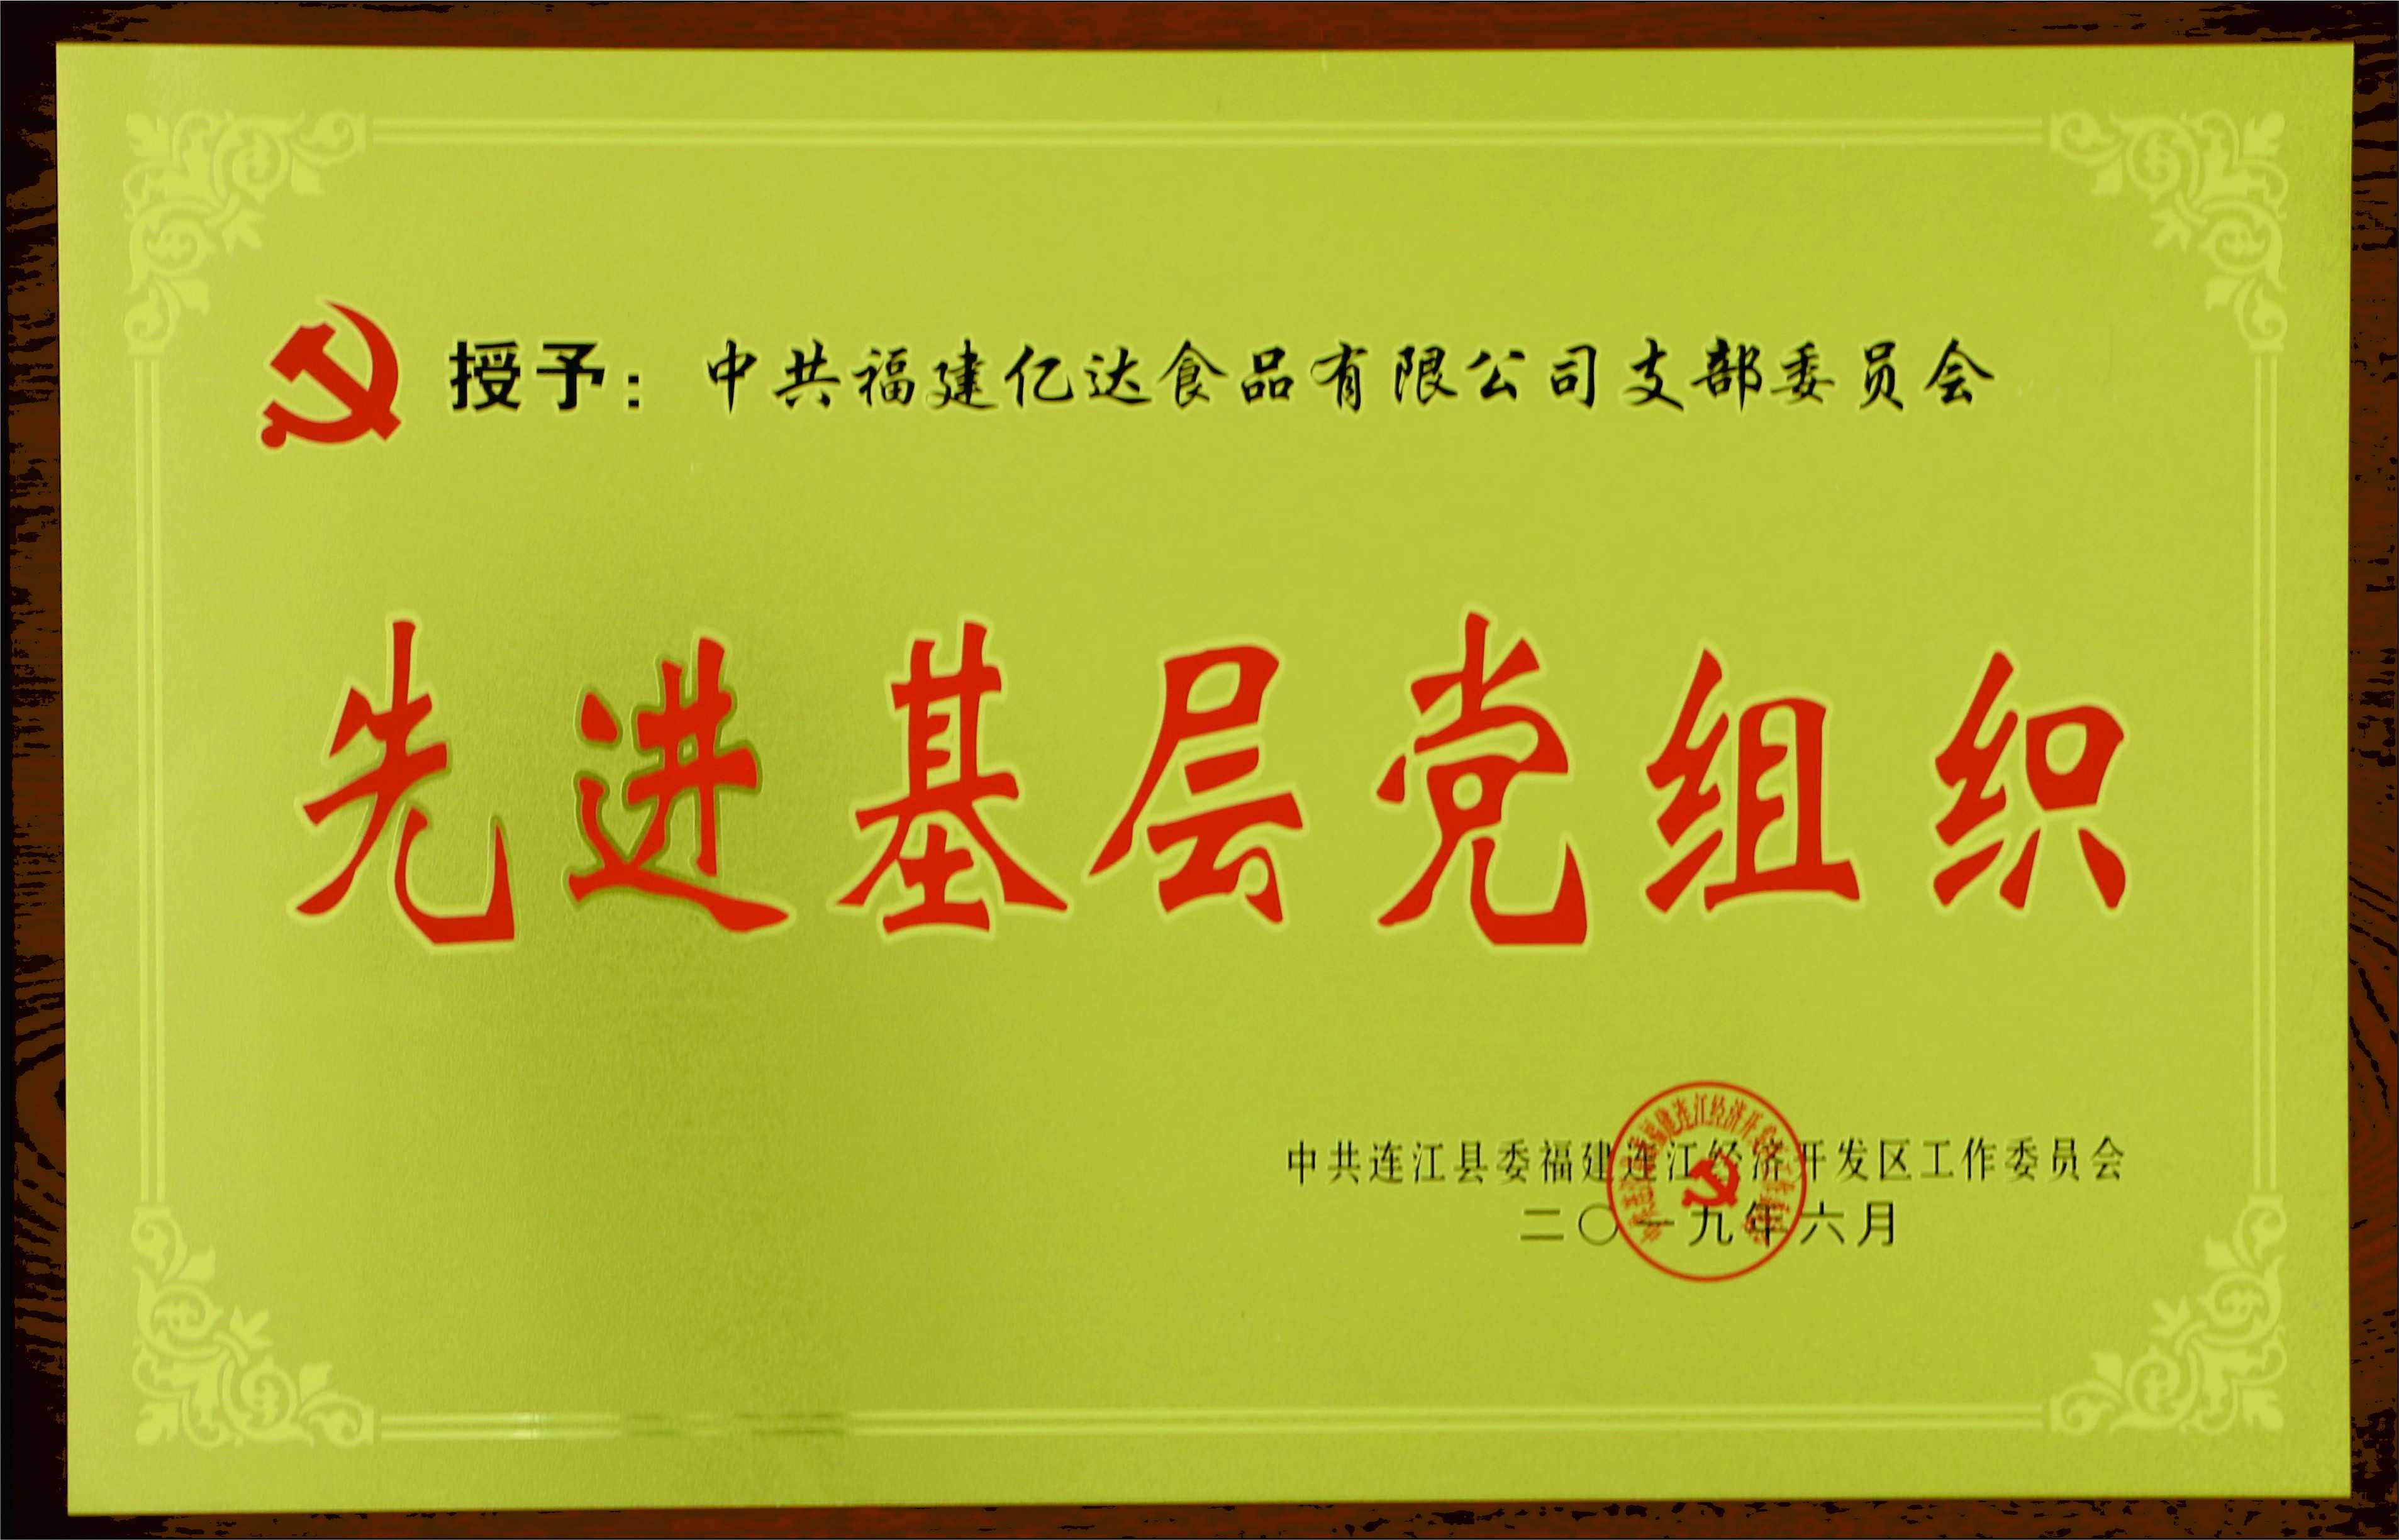 授予：中共福建亿达食品有限公司支部委员会
先进基层党组织
中共连江县委福建连江经济开发区工作委员会
二〇一九年六月